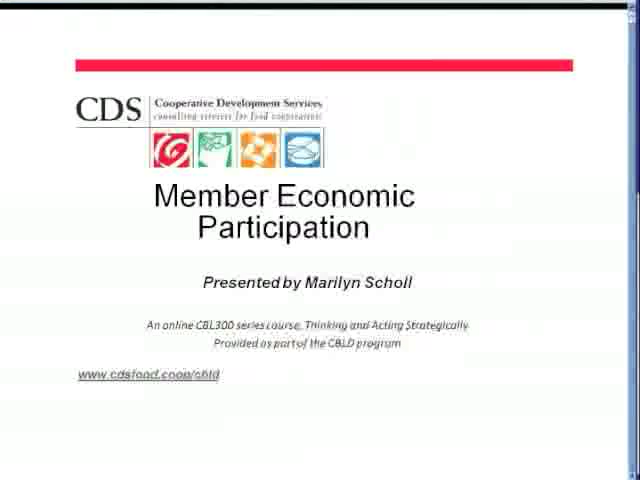 CDS
Cooperative Development Services
consulting services for food cooperatives
Member Economic
Participation
Presented by Marilyn Scholl
An online CBL300 series course, Thinking and Acting Strategically
Provided as part of the CBLD program
www.cdsfood.coop/cbld